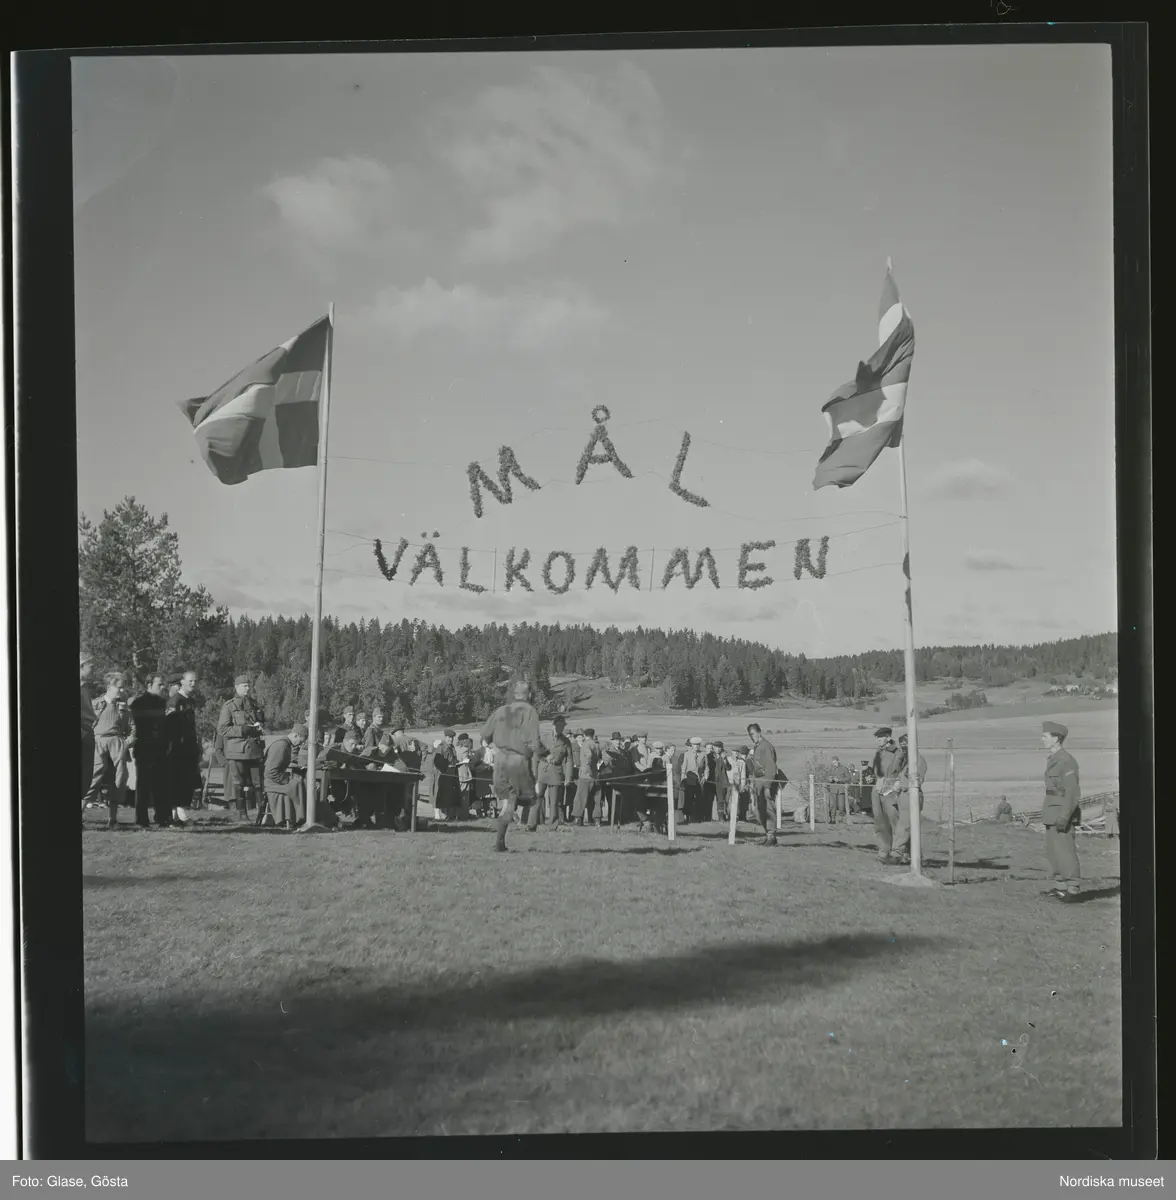 MÅL
VÄLKOMMEN
Foto: Glase, Gösta
Nordiska museet